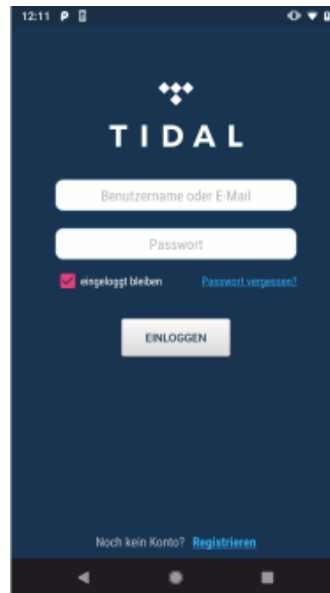 12:11
TIDAL
Benutzername oder E-Mail
Passwort
eingeloggt bleiben Passwort vergessen?
EINLOGGEN
Noch kein Konto? Registrieren